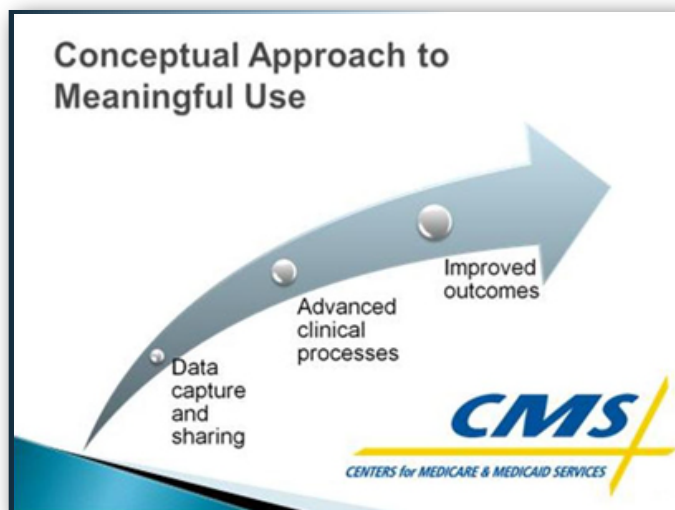 Conceptual Approach to
Meaningful Use
Data
capture
and
sharing
Advanced
clinical
processes
Improved
outcomes
CMS
CENTERS for MEDICARE & MEDICAID SERVICES